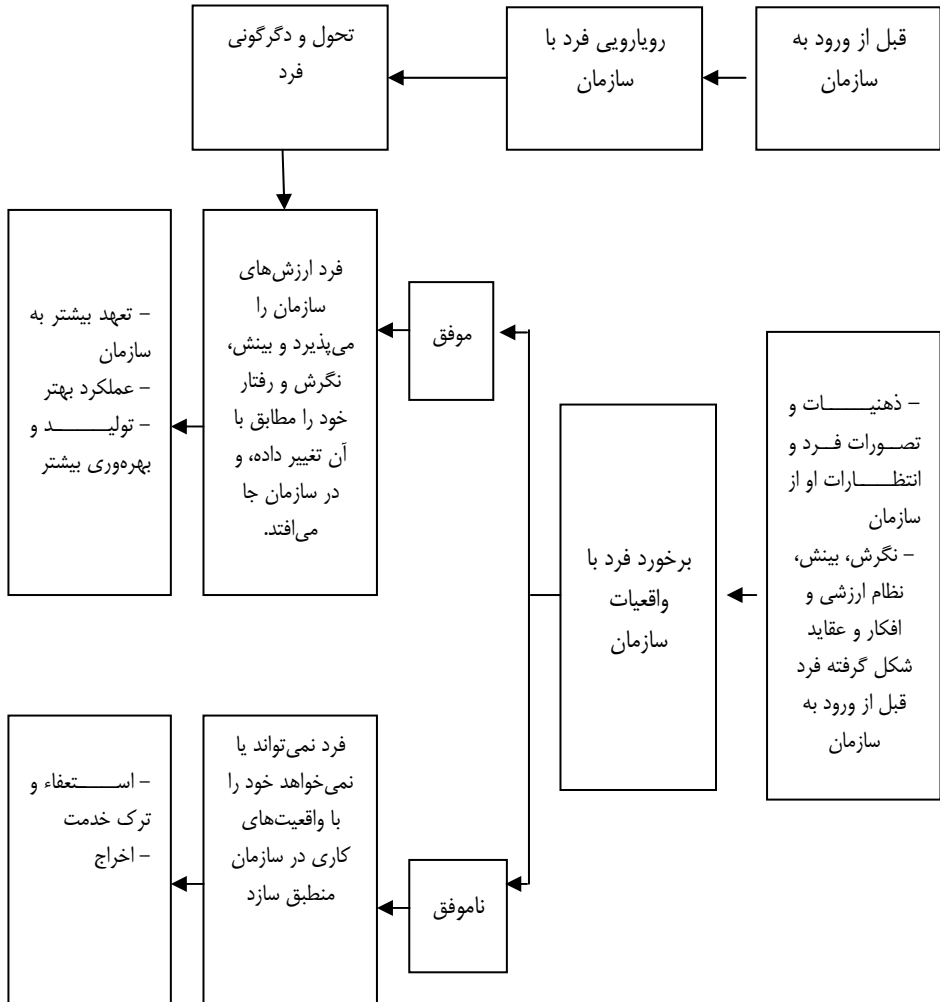 قبل از ورود به
سازمان
رویارویی فرد با
سازمان
تحول و دگرگونی
فرد
- ذهنیات و
تصورات فرد و
انتظارات او از
سازمان
- نگرش، بینش،
نظام ارزشی و
افکار و عقاید
شکل گرفته فرد
قبل از ورود به
سازمان
برخورد فرد با
واقعیات
سازمان
موفق
فرد ارزش‌های
سازمان را
می‌پذیرد و بینش،
نگرش و رفتار
خود را مطابق با
آن تغییر داده، و
در سازمان جا
می‌افتد.
- تعهد بیشتر به
سازمان
- عملکرد بهتر
- تولید و
بهره‌وری بیشتر
ناموفق
فرد نمی‌تواند یا
نمی‌خواهد خود را
با واقعیت‌های
کاری در سازمان
منطبق سازد
- استعفاء و
ترک خدمت
- اخراج